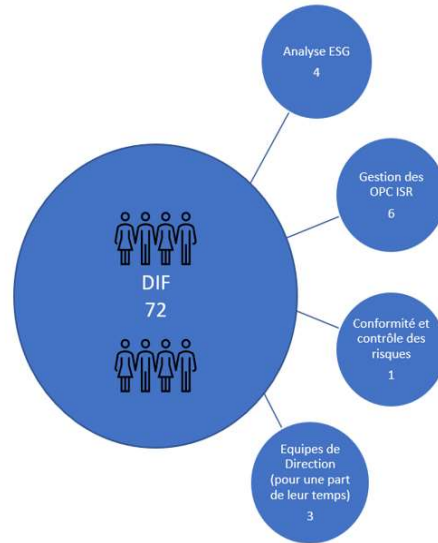 Analyse ESG
4
Gestion des
OPC ISR
6
DIF
72
Conformité et
contrôle des
risques
1
Equipes de
Direction
(pour une part
de leur temps)
3